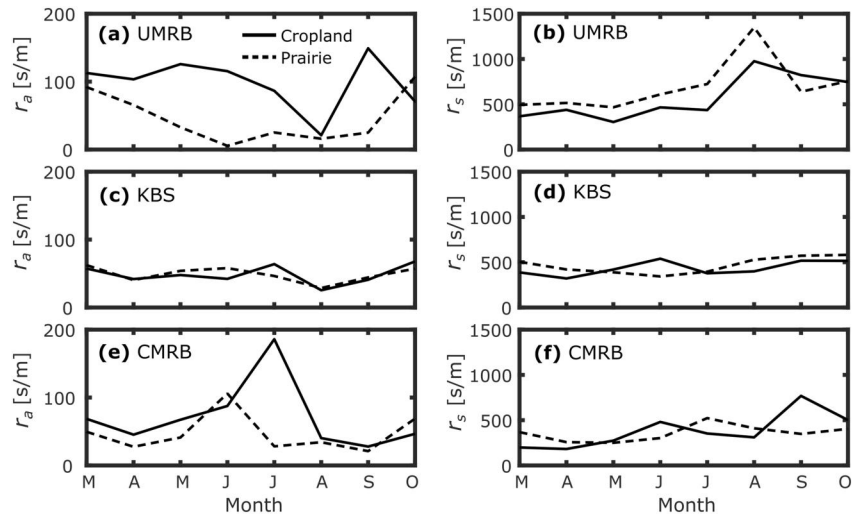 (a) UMRB
Cropland
Prairie
200
100
0
r_a [s/m]
(b) UMRB
1500
1000
500
0
r_s [s/m]
(c) KBS
200
100
0
r_a [s/m]
(d) KBS
1500
1000
500
0
r_s [s/m]
(e) CMRB
200
100
0
r_a [s/m]
M A M J J A S O
Month
(f) CMRB
1500
1000
500
0
r_s [s/m]
M A M J J A S O
Month